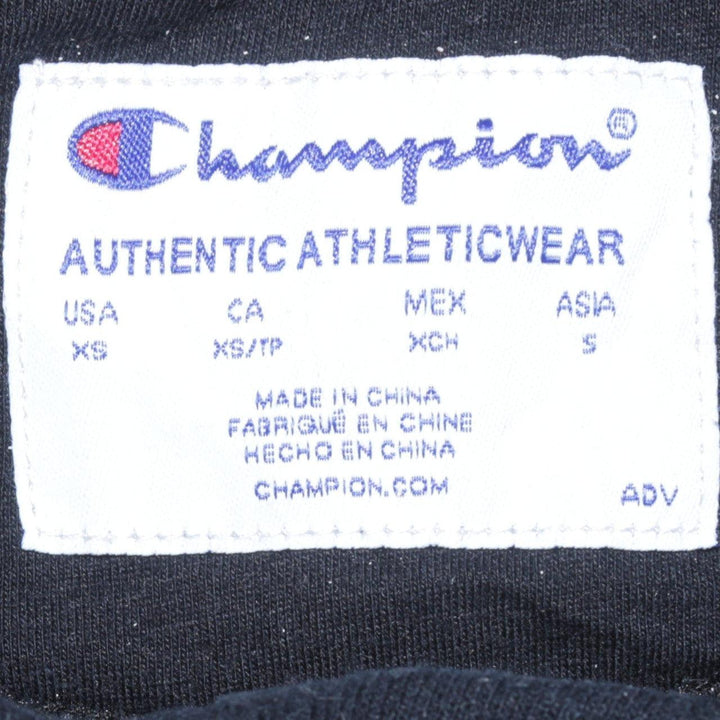 Champion®
AUTHENTIC ATHLETICWEAR
USA CA MEX ASIA
XS XS/TP XCH S
MADE IN CHINA
FABRIQUÉ EN CHINE
HECHO EN CHINA
CHAMPION.COM
ADV